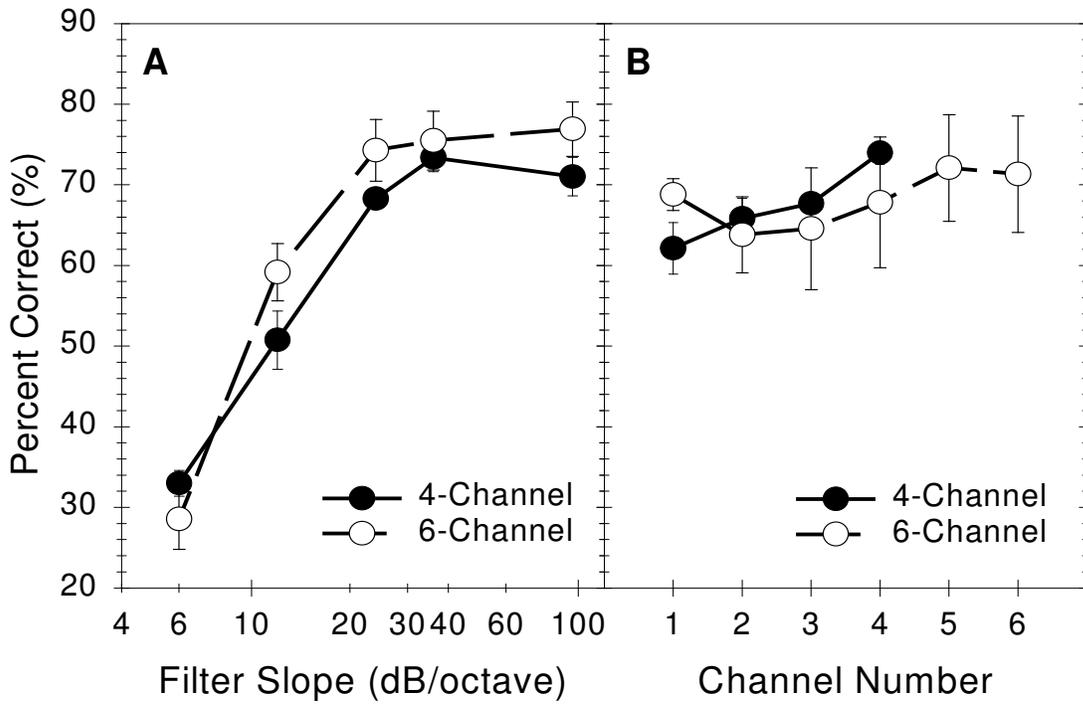 90
80
70
60
50
40
30
20
Percent Correct (%)
A
4-Channel
6-Channel
4 6 10 20 30 40 60 100
Filter Slope (dB/octave)
B
4-Channel
6-Channel
1 2 3 4 5 6
Channel Number